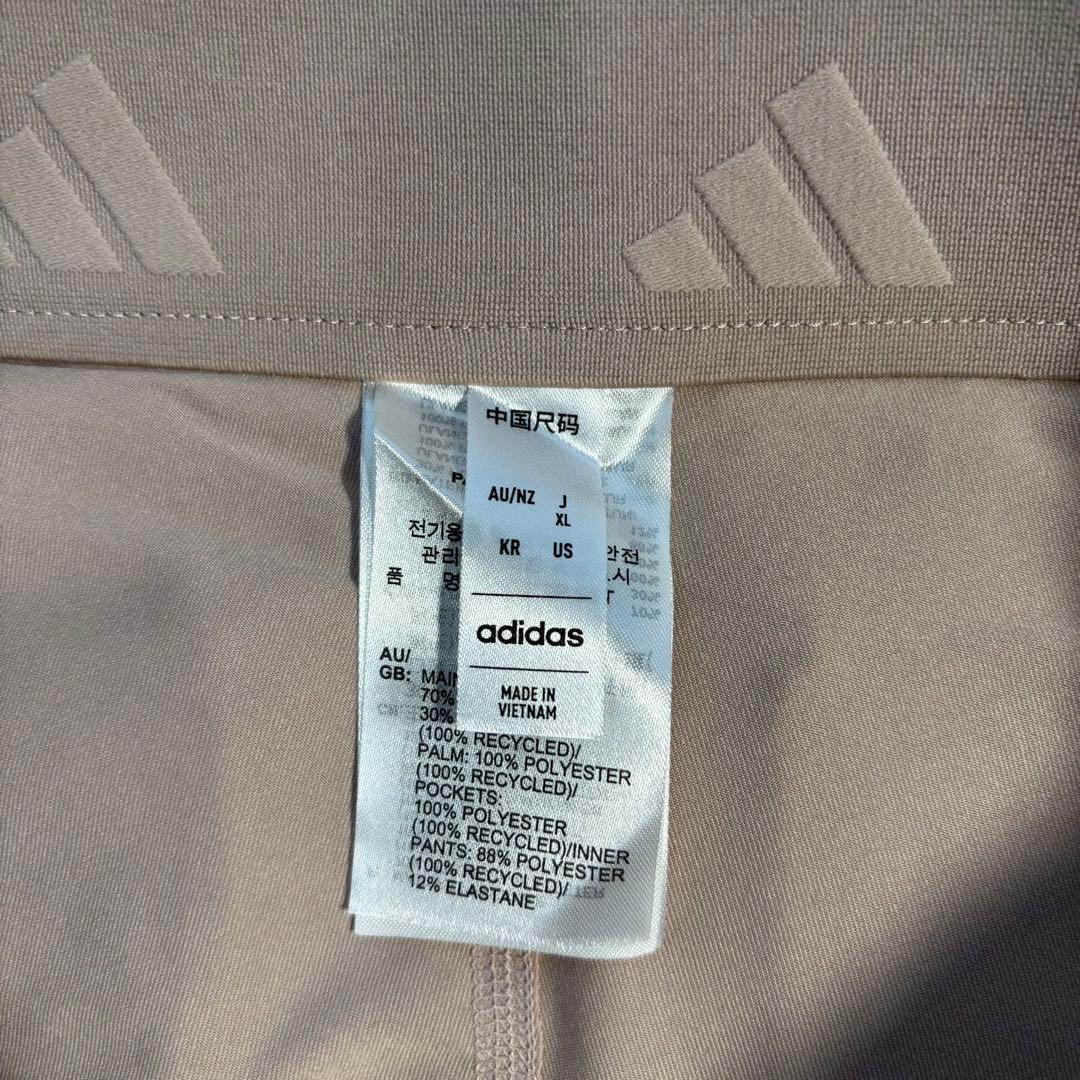 中国尺码
AU/NZ J
XL
KR US
adidas
MADE IN
VIETNAM
전기용
관리
안전
품 명
AU/
GB:
70%
30%
(100% RECYCLED)/
PALM: 100% POLYESTER
(100% RECYCLED)/
POCKETS:
100% POLYESTER
(100% RECYCLED)/INNER
PANTS: 88% POLYESTER
(100% RECYCLED)/
12% ELASTANE